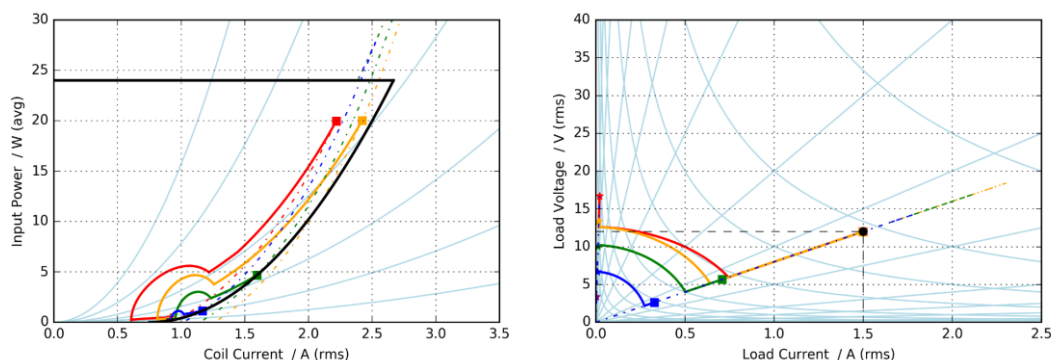 Input Power / W (avg)
30
25
20
15
10
5
0
0.0 0.5 1.0 1.5 2.0 2.5 3.0 3.5
Coil Current / A (rms)
Load Voltage / V (rms)
40
35
30
25
20
15
10
5
0
0.0 0.5 1.0 1.5 2.0 2.5
Load Current / A (rms)